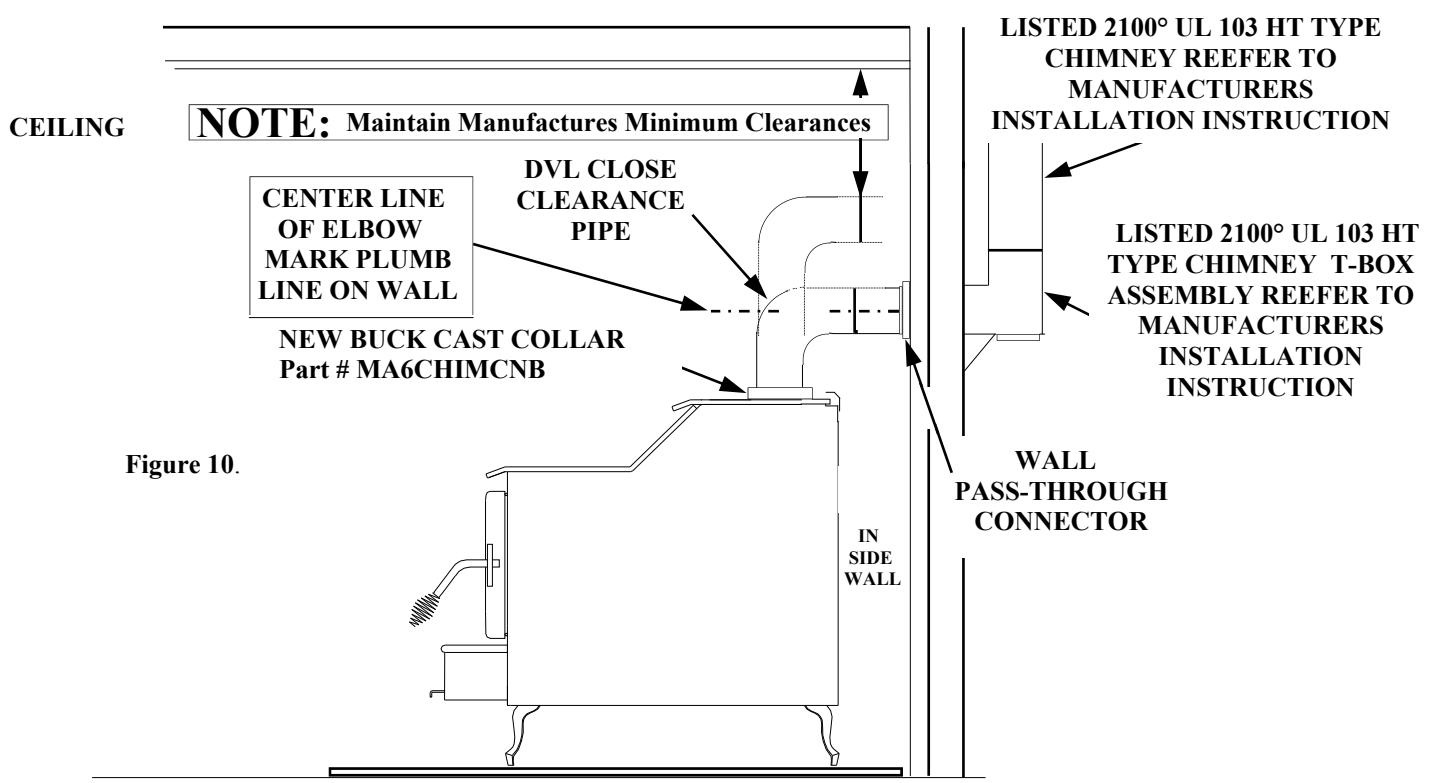 LISTED 2100° UL 103 HT TYPE
CHIMNEY REEFER TO
MANUFACTURERS
INSTALLATION INSTRUCTION
CEILING
NOTE: Maintain Manufactures Minimum Clearances
DVL CLOSE
CLEARANCE
PIPE
CENTER LINE
OF ELBOW
MARK PLUMB
LINE ON WALL
LISTED 2100° UL 103 HT
TYPE CHIMNEY T-BOX
ASSEMBLY REEFER TO
MANUFACTURERS
INSTALLATION
INSTRUCTION
NEW BUCK CAST COLLAR
Part # MA6CHIMCNB
Figure 10.
WALL
PASS-THROUGH
CONNECTOR
IN
SIDE
WALL